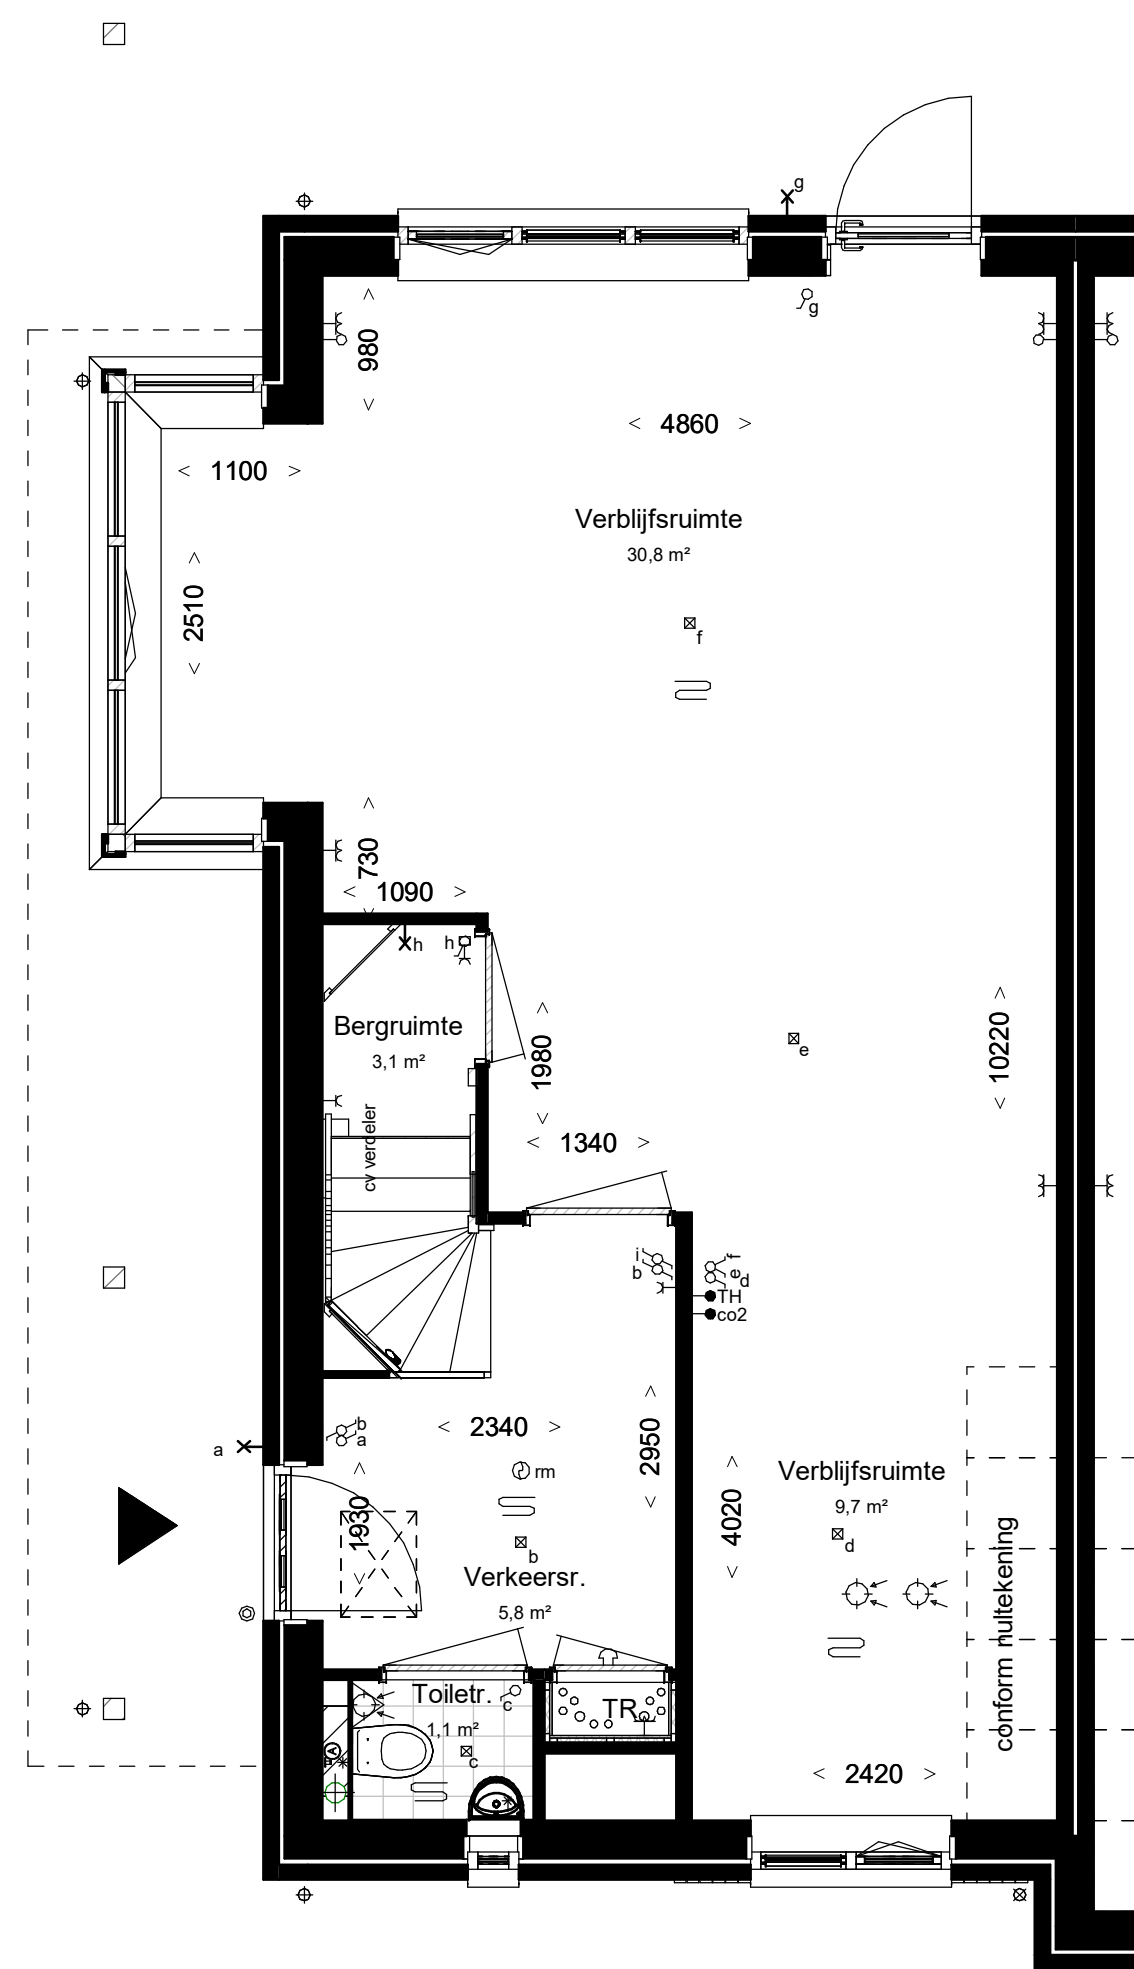 g
g
980
< 4860 >
< 1100 >
Verblijfsruimte
30,8 m²
2510
f
730
< 1090 >
h
h
Bergruimte
3,1 m²
1980
e
10220
cv verdeler
< 1340 >
i
b
f
e
d
TH
co2
b
a
a
< 2340 >
2950
rm
1930
4020
Verblijfsruimte
9,7 m²
d
b
Verkeersr.
5,8 m²
conform nultekening
Toiletr.
c
1,1 m²
TR
c
A
< 2420 >